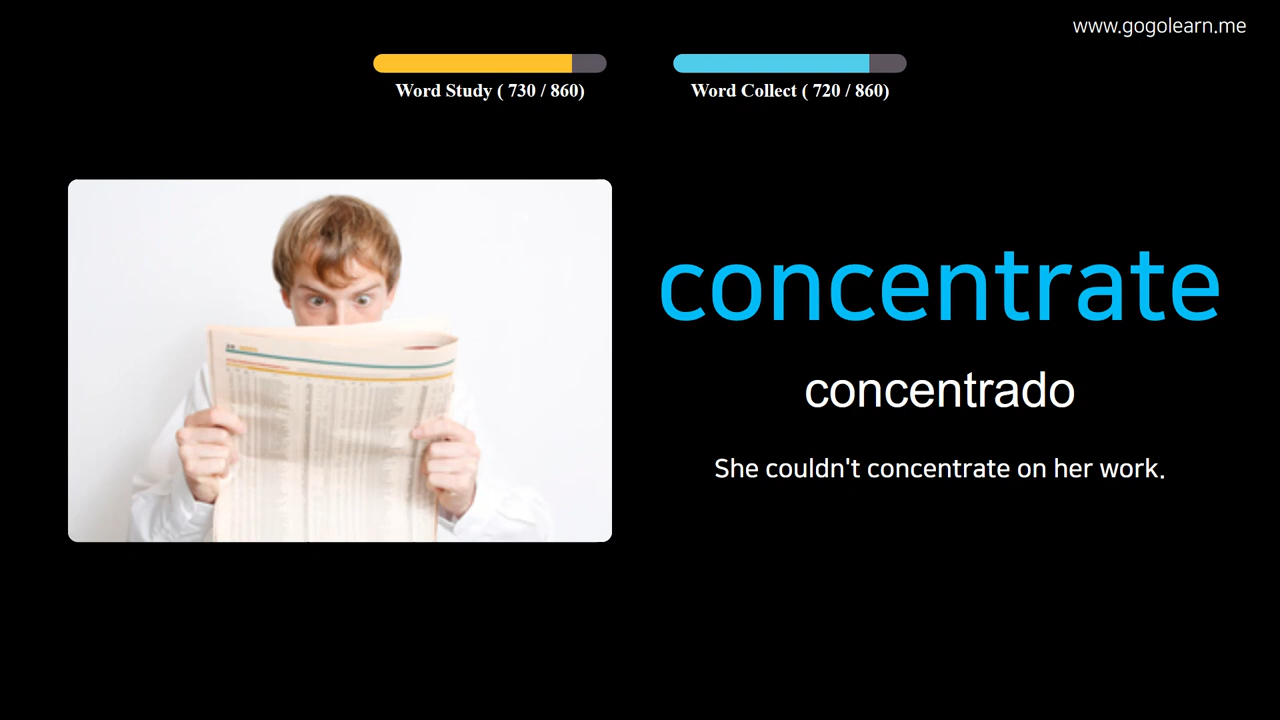 www.gogolearn.me
Word Study ( 730 / 860)
Word Collect ( 720 / 860)
concentrate
concentrado
She couldn't concentrate on her work.